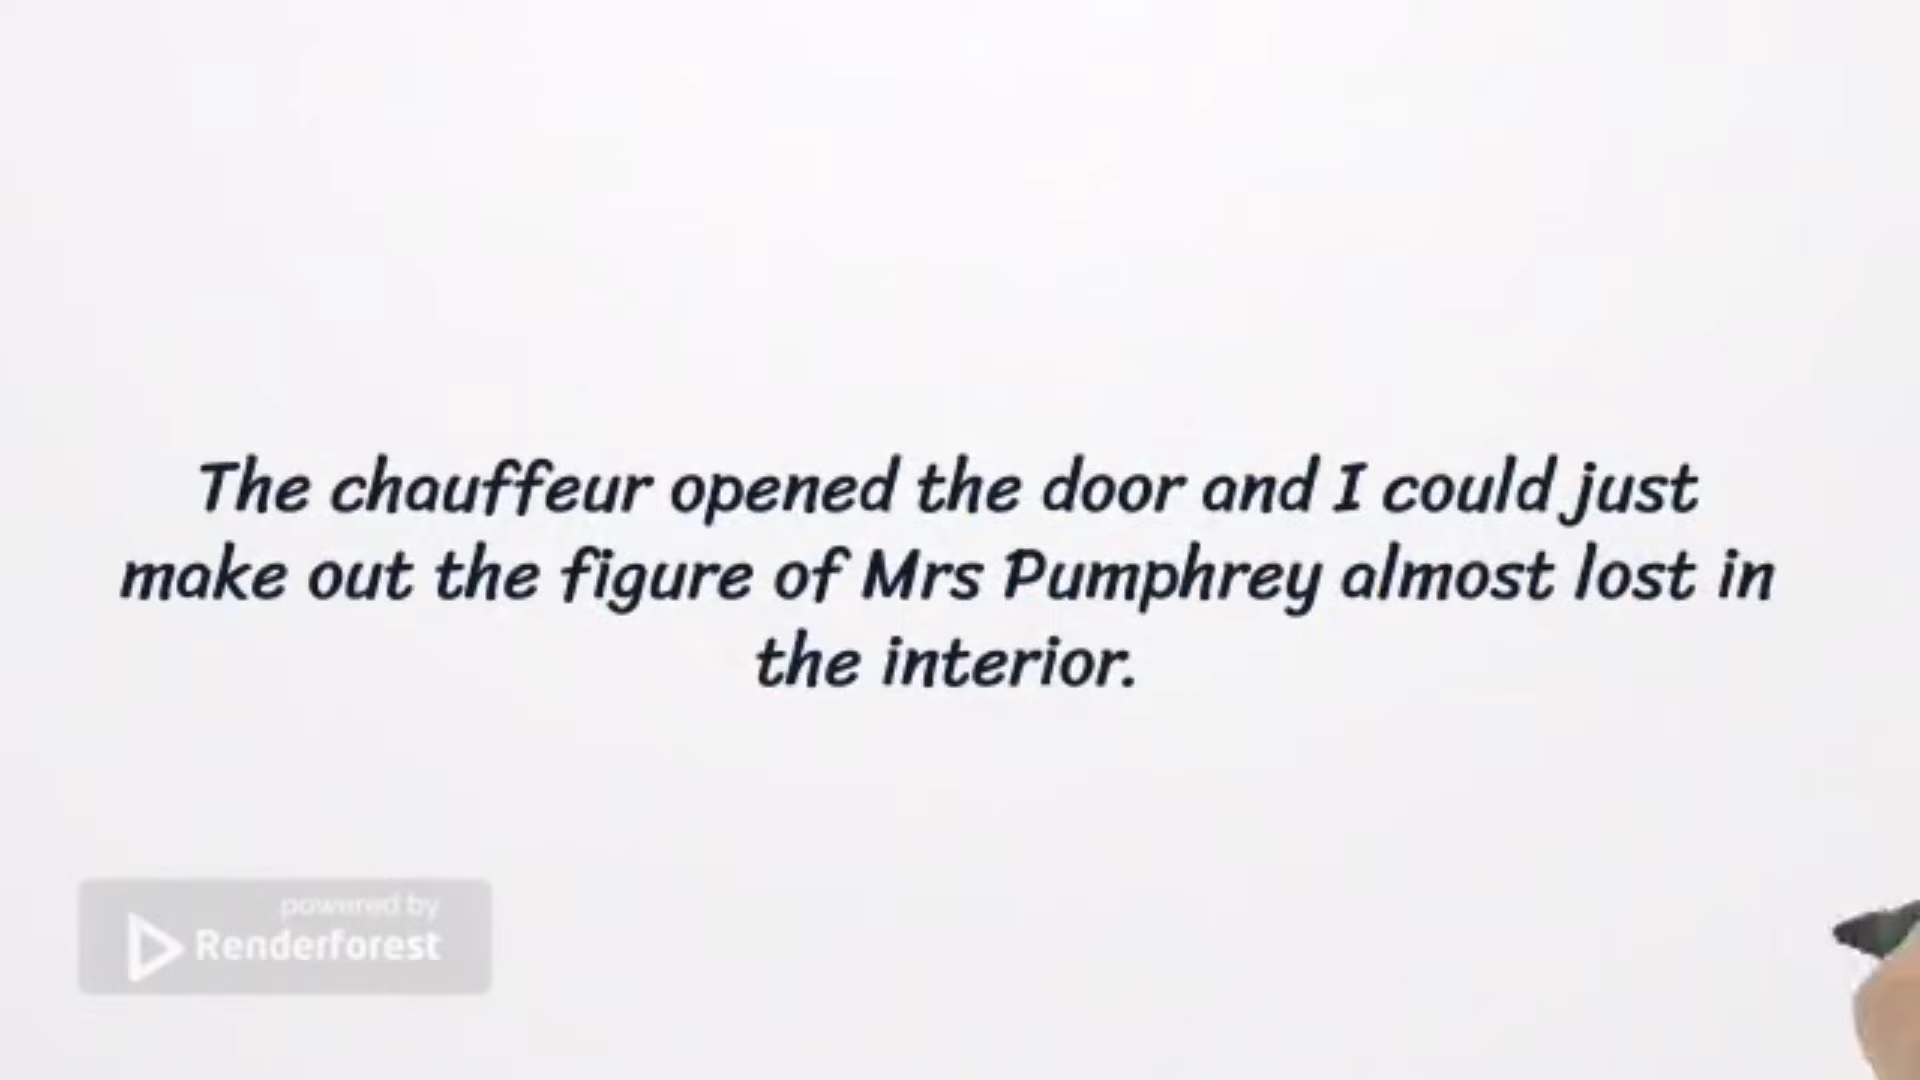 The chauffeur opened the door and I could just
make out the figure of Mrs Pumphrey almost lost in
the interior.
powered by
Renderforest